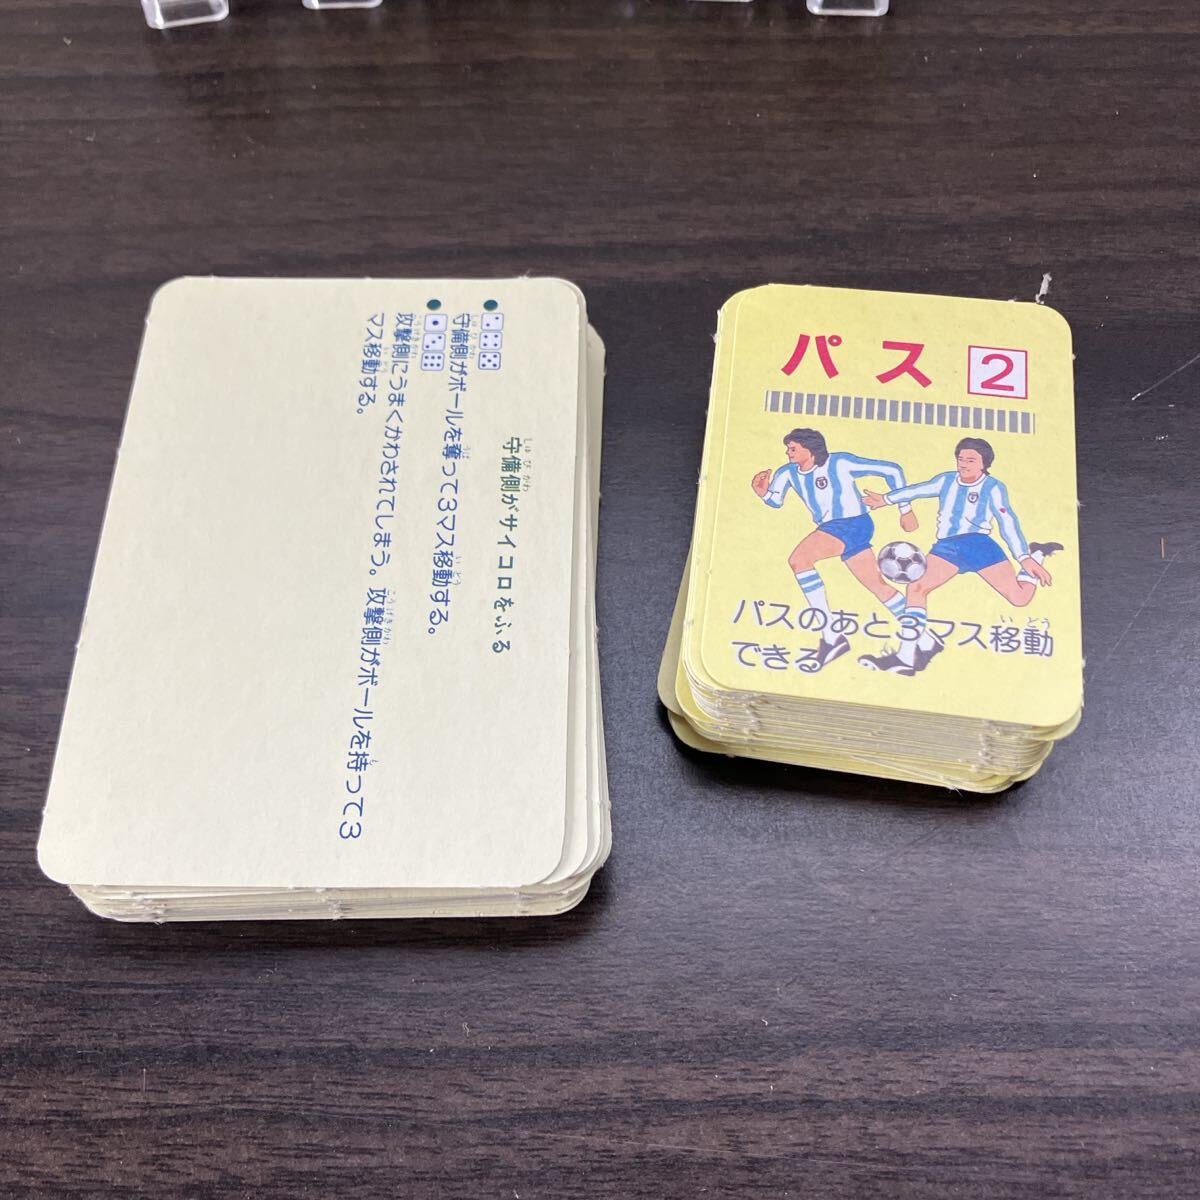 守備側がサイコロをふる
守備側がボールを奪って3マス移動する。
攻撃側にうまくかわされてしまう。攻撃側がボールを持って3
マス移動する。
パス 2
パスのあと3マス移動
できる